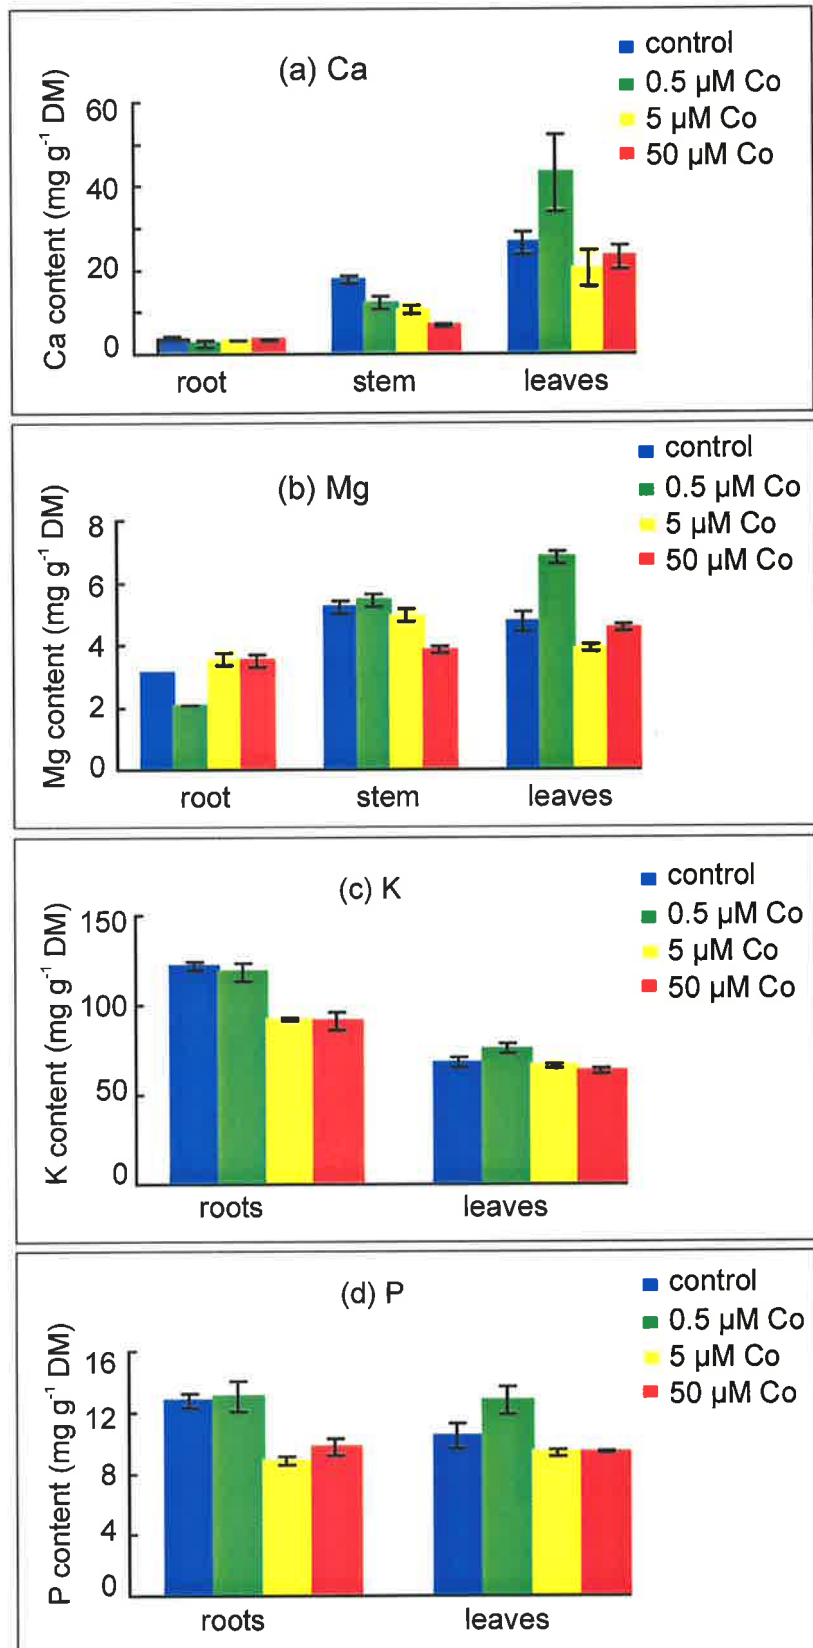 (a) Ca
control
0.5 µM Co
5 µM Co
50 µM Co
Ca content (mg g⁻¹ DM)
60
40
20
0
root stem leaves
(b) Mg
control
0.5 µM Co
5 µM Co
50 µM Co
Mg content (mg g⁻¹ DM)
8
6
4
2
0
root stem leaves
(c) K
control
0.5 µM Co
5 µM Co
50 µM Co
K content (mg g⁻¹ DM)
150
100
50
0
roots leaves
(d) P
control
0.5 µM Co
5 µM Co
50 µM Co
P content (mg g⁻¹ DM)
16
12
8
4
0
roots leaves